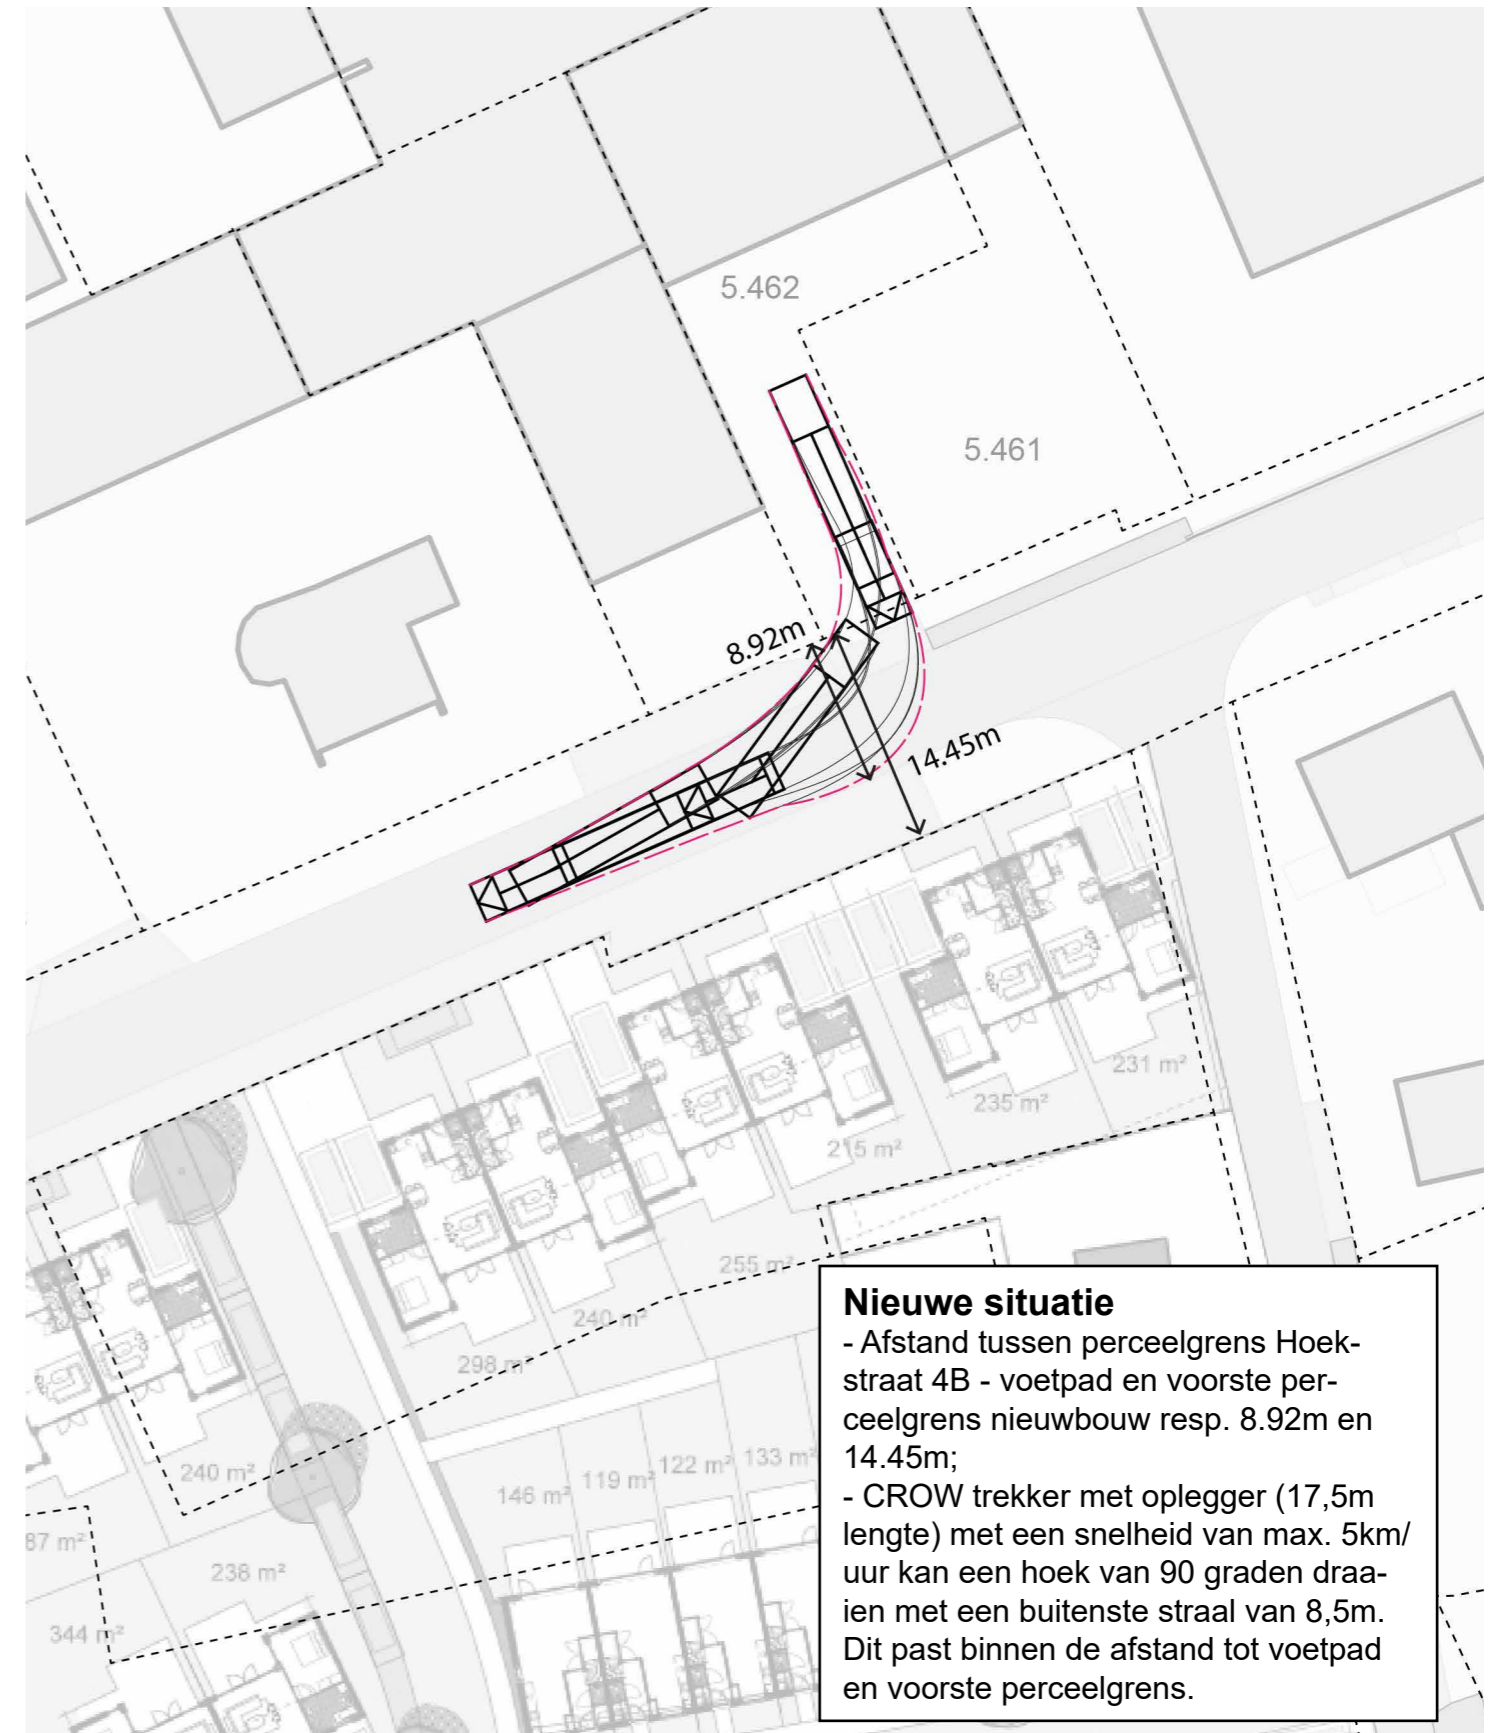 5.462
5.461
8.92m
14.45m
231 m²
235 m²
215 m²
255 m²
240 m²
298 m²
240 m²
146 m²
119 m²
122 m²
133 m²
87 m²
238 m²
344 m²
Nieuwe situatie
- Afstand tussen perceelgrens Hoek-
straat 4B - voetpad en voorste per-
ceelgrens nieuwbouw resp. 8.92m en
14.45m;
- CROW trekker met oplegger (17,5m
lengte) met een snelheid van max. 5km/
uur kan een hoek van 90 graden draa-
ien met een buitenste straal van 8,5m.
Dit past binnen de afstand tot voetpad
en voorste perceelgrens.